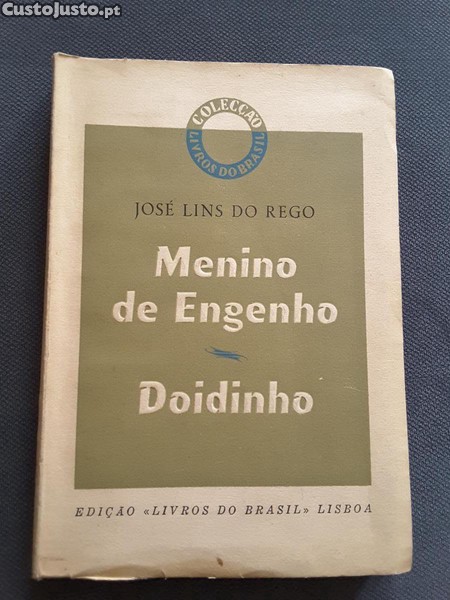 CustoJusto.pt
COLECÇÃO
LIVROS DO BRASIL
JOSÉ LINS DO REGO
Menino
de Engenho
Doidinho
EDIÇÃO «LIVROS DO BRASIL» LISBOA